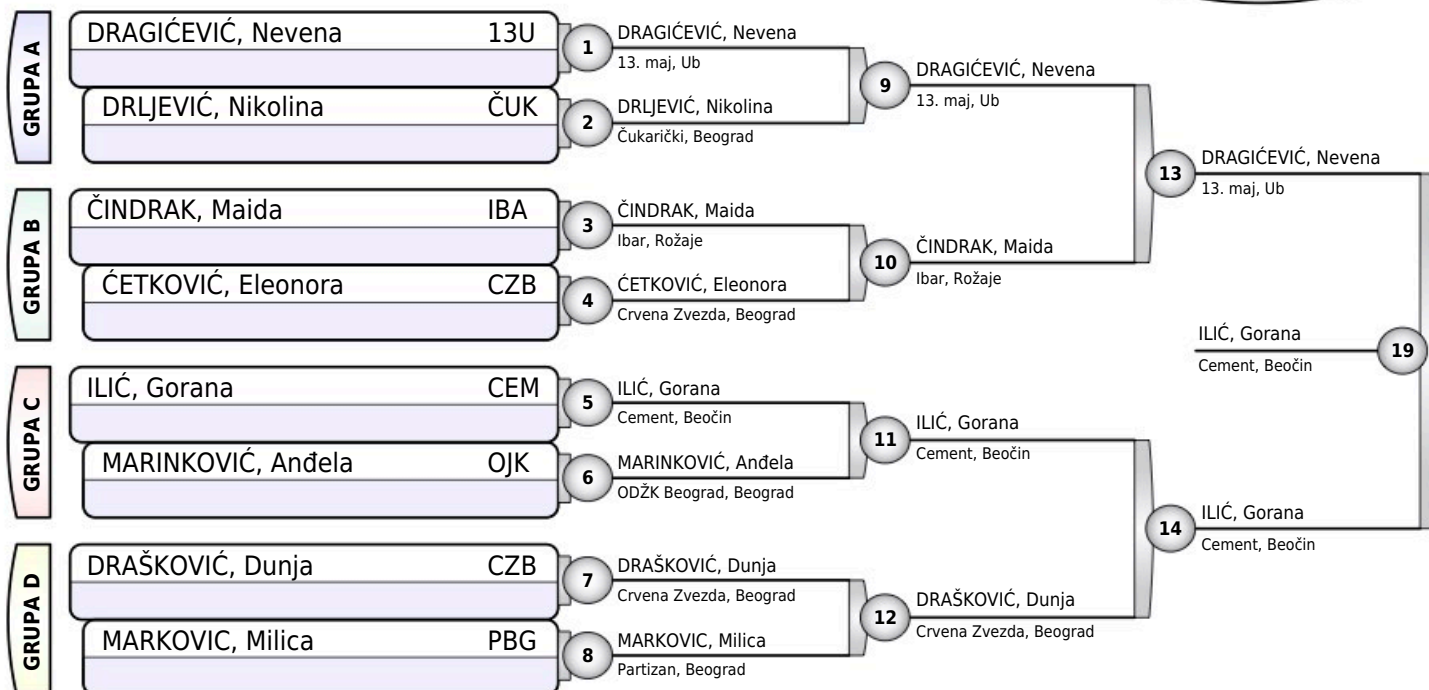 GRUPA A
DRAGIĆEVIĆ, Nevena 13U
DRLJEVIĆ, Nikolina ČUK
GRUPA B
ČINDRAK, Maida IBA
ĆETKOVIĆ, Eleonora CZB
GRUPA C
ILIĆ, Gorana CEM
MARINKOVIĆ, Anđela OJK
GRUPA D
DRAŠKOVIĆ, Dunja CZB
MARKOVIC, Milica PBG
1
DRAGIĆEVIĆ, Nevena
13. maj, Ub
2
DRLJEVIĆ, Nikolina
Čukarički, Beograd
3
ČINDRAK, Maida
Ibar, Rožaje
4
ĆETKOVIĆ, Eleonora
Crvena Zvezda, Beograd
5
ILIĆ, Gorana
Cement, Beočin
6
MARINKOVIĆ, Anđela
ODŽK Beograd, Beograd
7
DRAŠKOVIĆ, Dunja
Crvena Zvezda, Beograd
8
MARKOVIC, Milica
Partizan, Beograd
9
DRAGIĆEVIĆ, Nevena
13. maj, Ub
10
ČINDRAK, Maida
Ibar, Rožaje
11
ILIĆ, Gorana
Cement, Beočin
12
DRAŠKOVIĆ, Dunja
Crvena Zvezda, Beograd
13
DRAGIĆEVIĆ, Nevena
13. maj, Ub
14
ILIĆ, Gorana
Cement, Beočin
ILIĆ, Gorana
Cement, Beočin
19